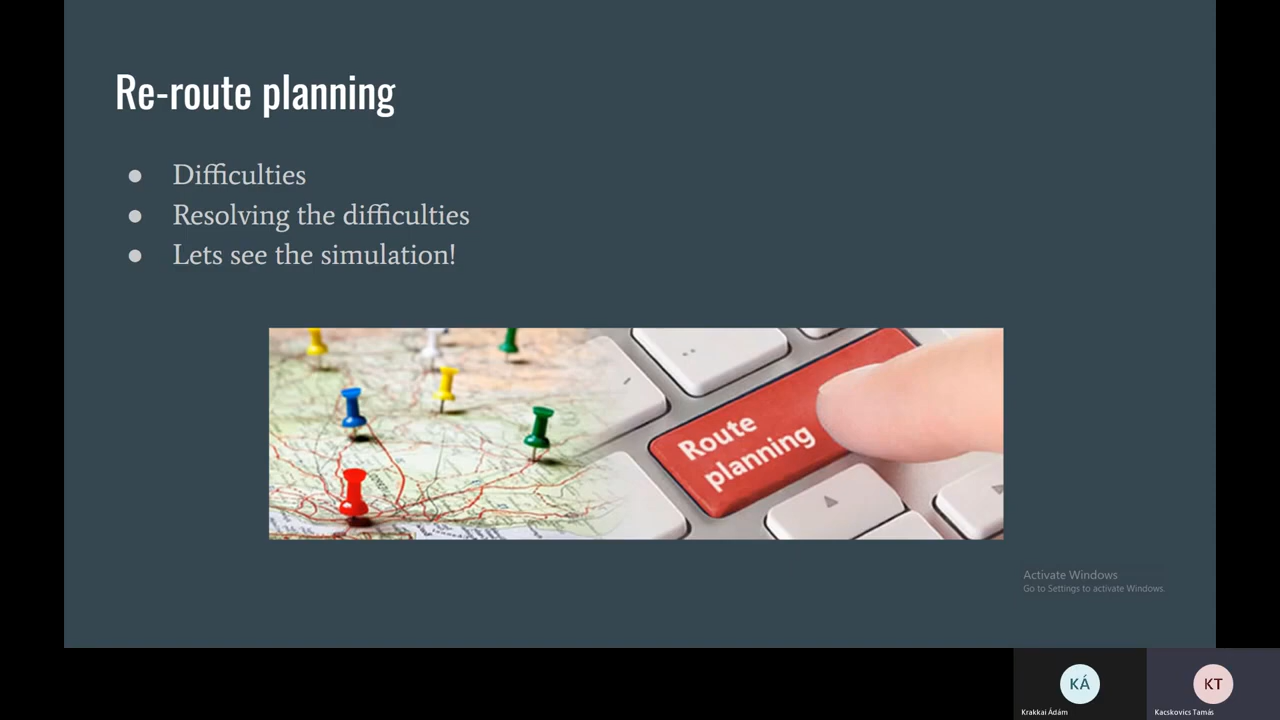 Re-route planning
Difficulties
Resolving the difficulties
Lets see the simulation!
Route
planning
Activate Windows
Go to Settings to activate Windows.
KÁ
KT
Krakkai Ádám
Kacskovics Tamás